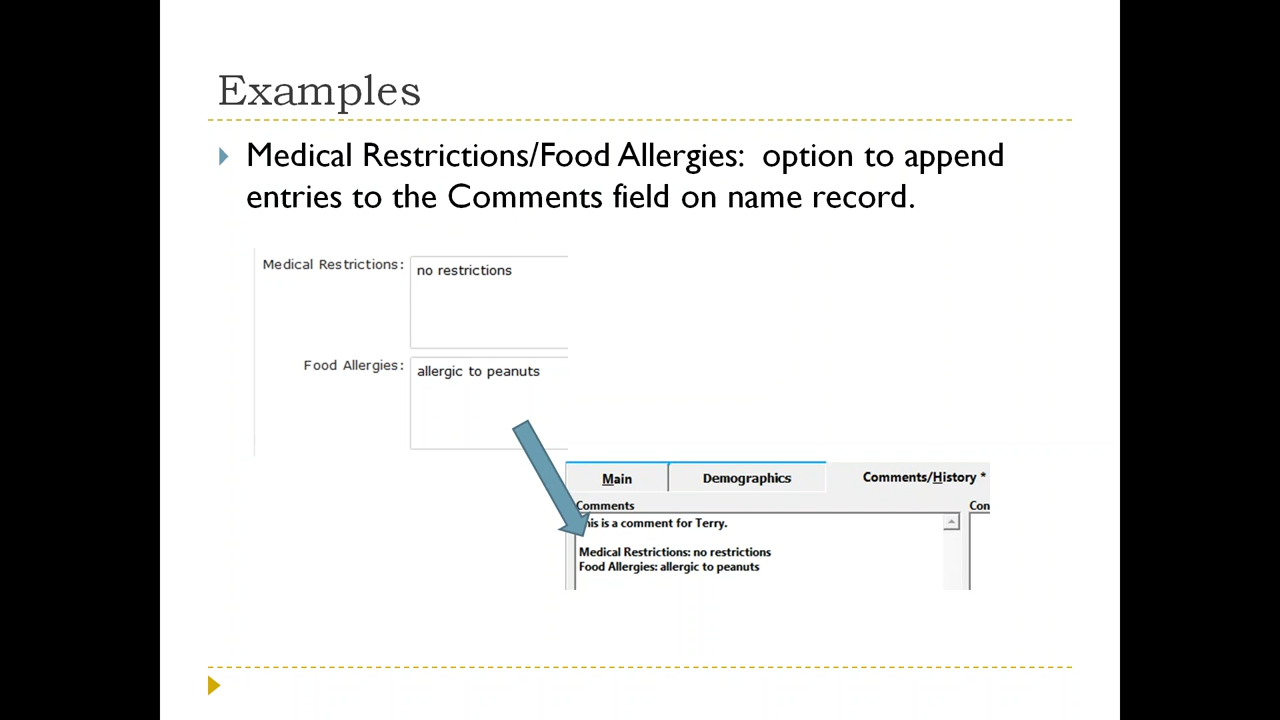 Examples
Medical Restrictions/Food Allergies:  option to append
entries to the Comments field on name record.
Medical Restrictions:
no restrictions
Food Allergies:
allergic to peanuts
Main
Demographics
Comments/History *
Comments
Con
is is a comment for Terry.
Medical Restrictions: no restrictions
Food Allergies: allergic to peanuts